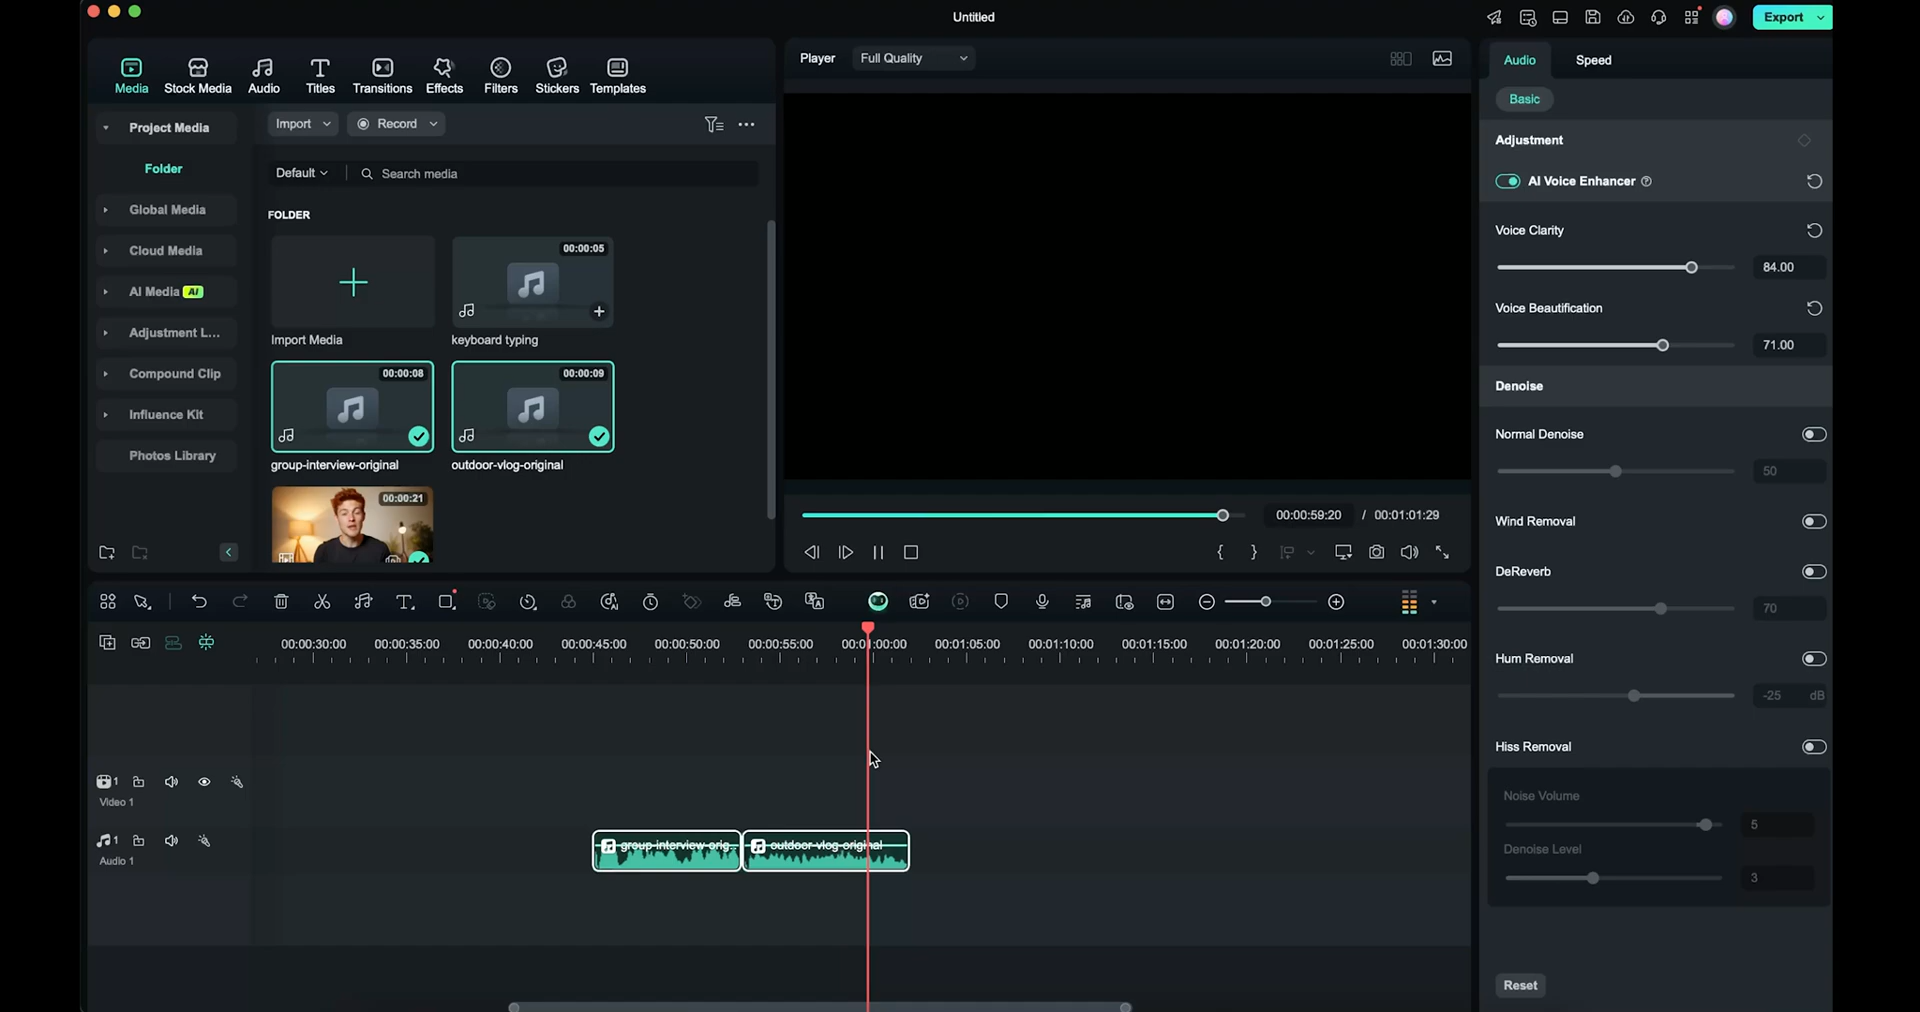 Untitled
Export
Media
Stock Media
Audio
Titles
Transitions
Effects
Filters
Stickers
Templates
Player
Full Quality
Audio
Speed
Basic
Project Media
Folder
Global Media
Cloud Media
AI Media AI
Adjustment L...
Compound Clip
Influence Kit
Photos Library
Import
Record
Default
Search media
FOLDER
Import Media
00:00:05
keyboard typing
00:00:08
group-interview-original
00:00:09
outdoor-vlog-original
00:00:21
00:00:59:20 / 00:01:01:29
Adjustment
AI Voice Enhancer
Voice Clarity
84.00
Voice Beautification
71.00
Denoise
Normal Denoise
50
Wind Removal
DeReverb
70
Hum Removal
-25 dB
Hiss Removal
Noise Volume
5
Denoise Level
3
Reset
00:00:30:00
00:00:35:00
00:00:40:00
00:00:45:00
00:00:50:00
00:00:55:00
00:01:00:00
00:01:05:00
00:01:10:00
00:01:15:00
00:01:20:00
00:01:25:00
00:01:30:00
1
Video 1
1
Audio 1
group-interview-orig...
outdoor-vlog-original